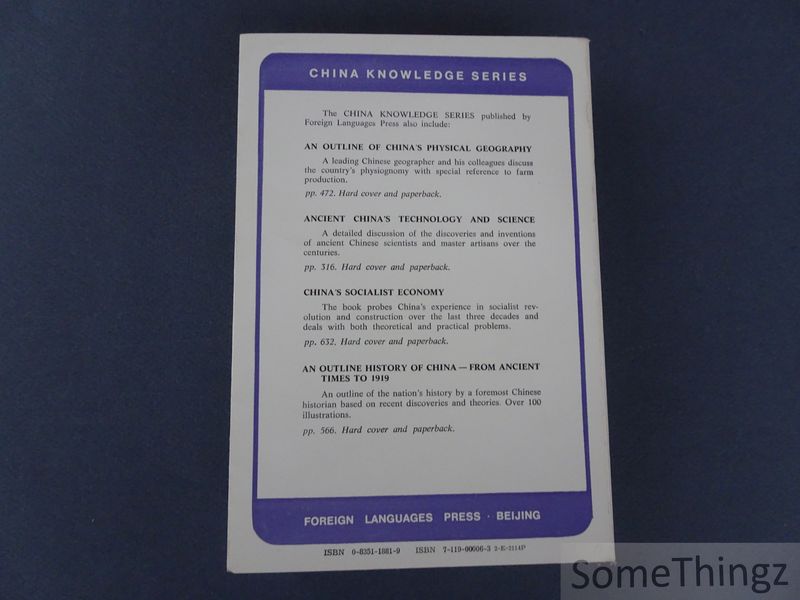 CHINA KNOWLEDGE SERIES
The CHINA KNOWLEDGE SERIES published by
Foreign Languages Press also include:
AN OUTLINE OF CHINA'S PHYSICAL GEOGRAPHY
A leading Chinese geographer and his colleagues discuss
the country's physiognomy with special reference to farm
production.
pp. 472. Hard cover and paperback.
ANCIENT CHINA'S TECHNOLOGY AND SCIENCE
A detailed discussion of the discoveries and inventions
of ancient Chinese scientists and master artisans over the
centuries.
pp. 316. Hard cover and paperback.
CHINA'S SOCIALIST ECONOMY
The book probes China's experience in socialist rev-
olution and construction over the last three decades and
deals with both theoretical and practical problems.
pp. 632. Hard cover and paperback.
AN OUTLINE HISTORY OF CHINA — FROM ANCIENT
TIMES TO 1919
An outline of the nation's history by a foremost Chinese
historian based on recent discoveries and theories. Over 100
illustrations.
pp. 566. Hard cover and paperback.
FOREIGN LANGUAGES PRESS · BEIJING
ISBN 0-8351-1881-9 ISBN 7-119-00006-3 2-E-2114P
SomeThingz